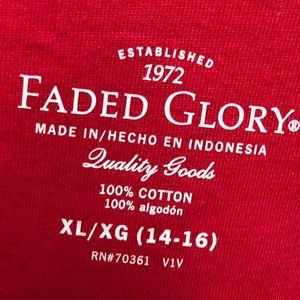 ESTABLISHED
1972
FADED GLORY®
MADE IN/HECHO EN INDONESIA
Quality Goods
100% COTTON
100% algodón
XL/XG (14-16)
RN#70361 V1V